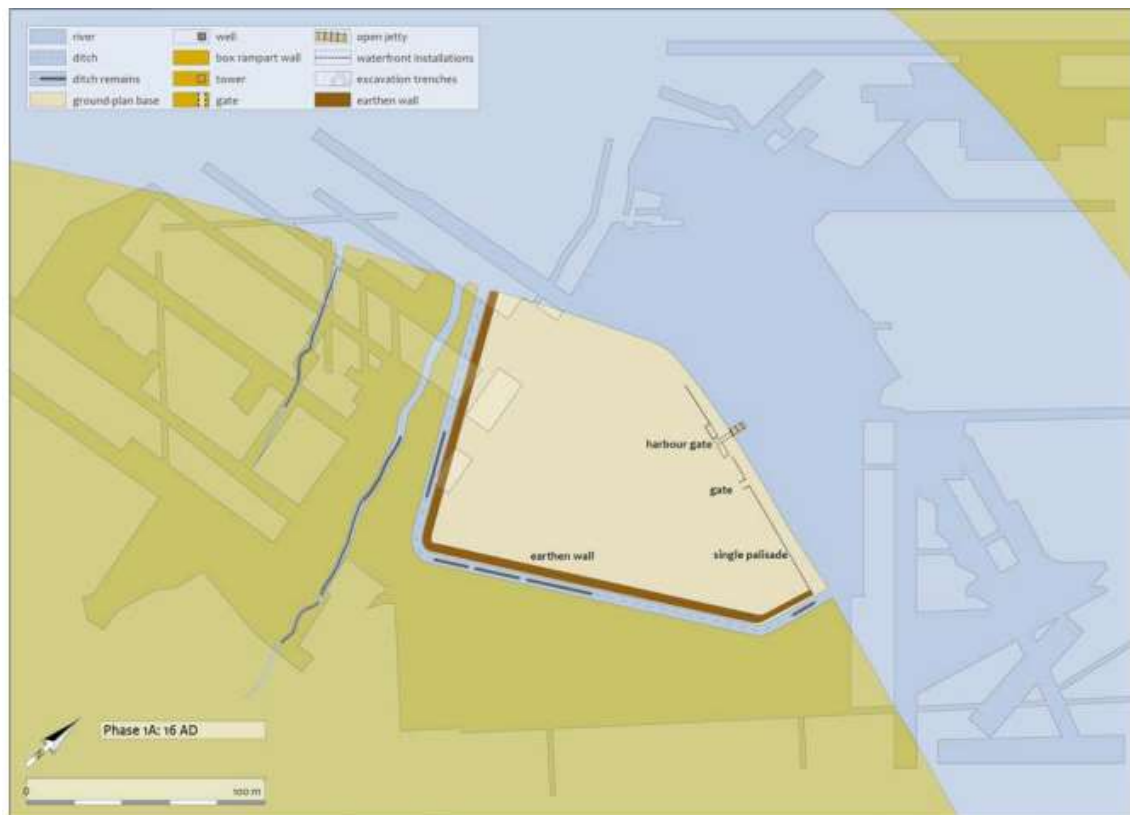 river
ditch
ditch remains
ground-plan base
well
box rampart wall
tower
gate
open jetty
waterfront installations
excavation trenches
earthen wall
harbour gate
gate
single palisade
earthen wall
Phase 1A: 16 AD
0 100 m